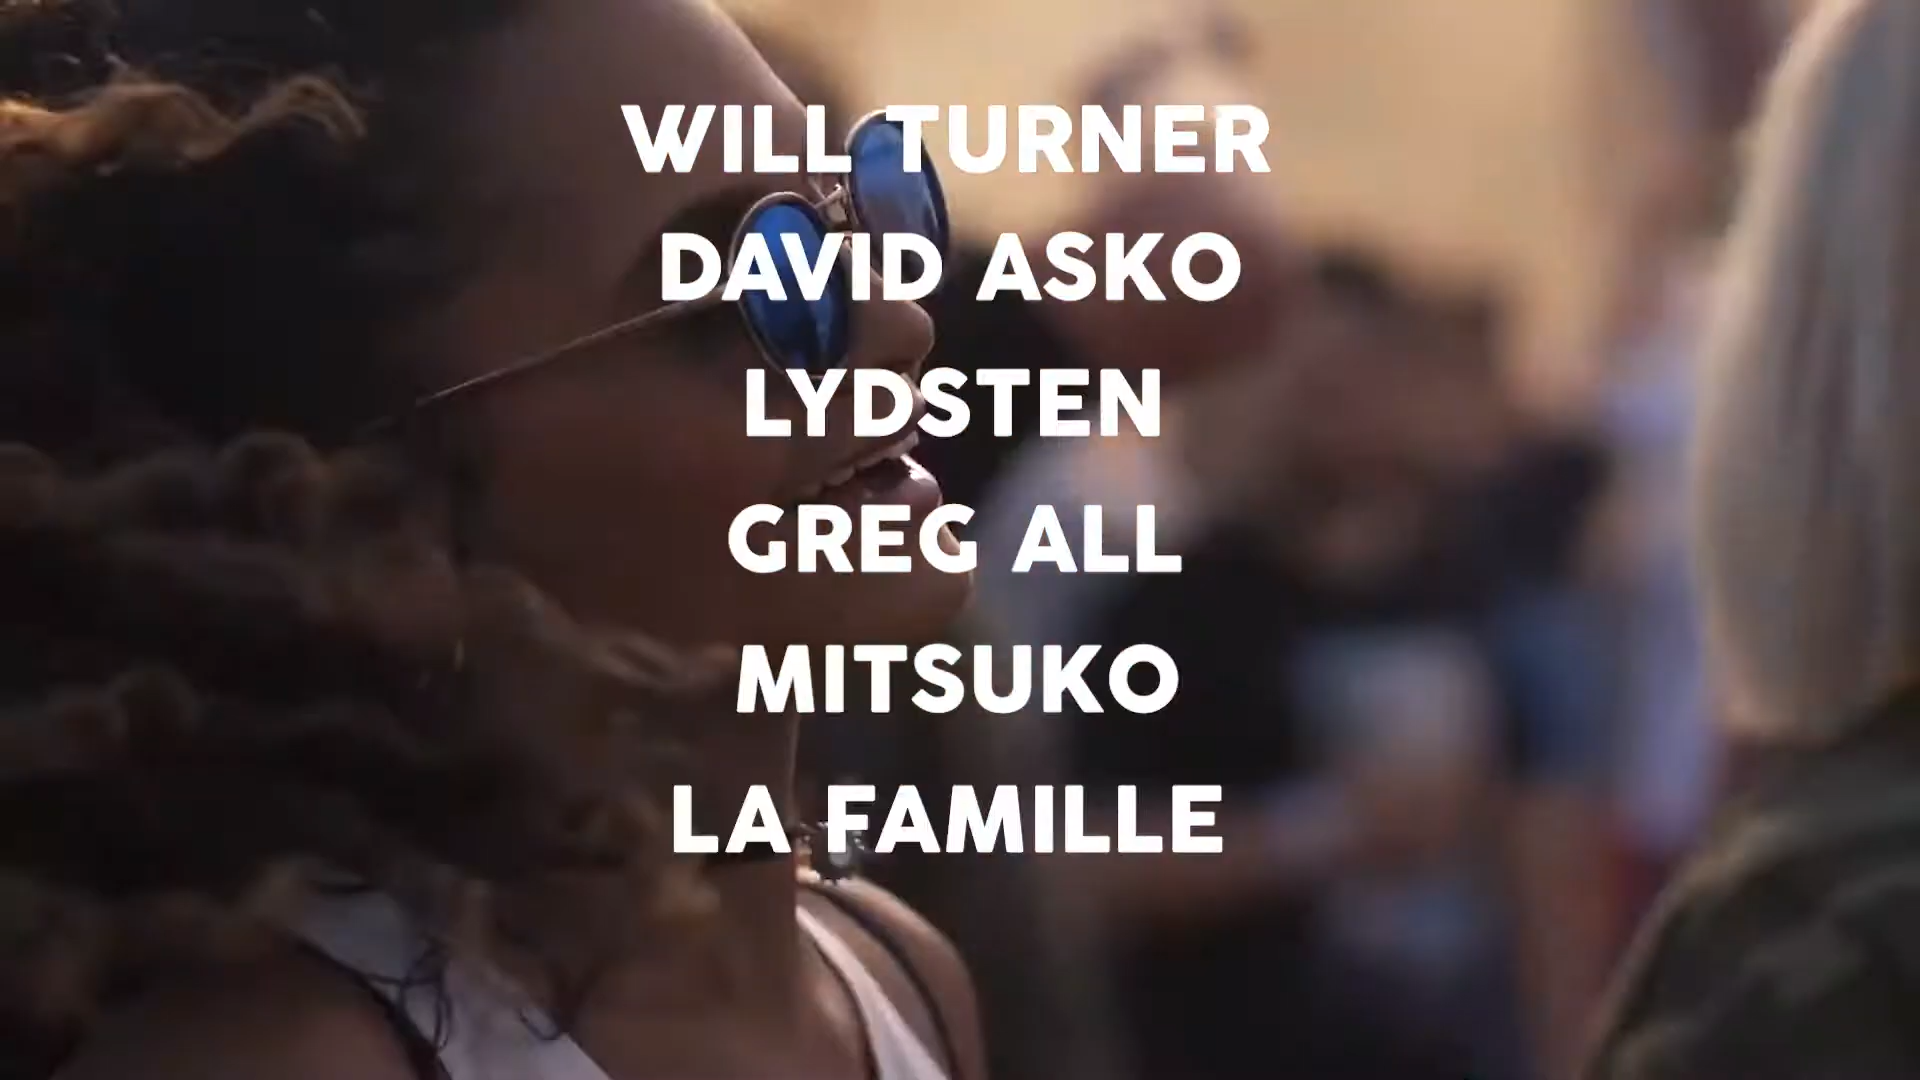 WILL TURNER
DAVID ASKO
LYDSTEN
GREG ALL
MITSUKO
LA FAMILLE